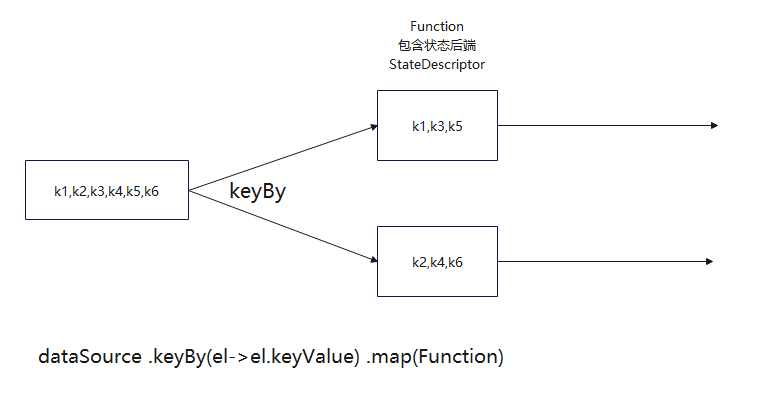 Function
包含状态后端
StateDescriptor
k1,k3,k5
k1,k2,k3,k4,k5,k6
keyBy
k2,k4,k6
dataSource .keyBy(el->el.keyValue) .map(Function)